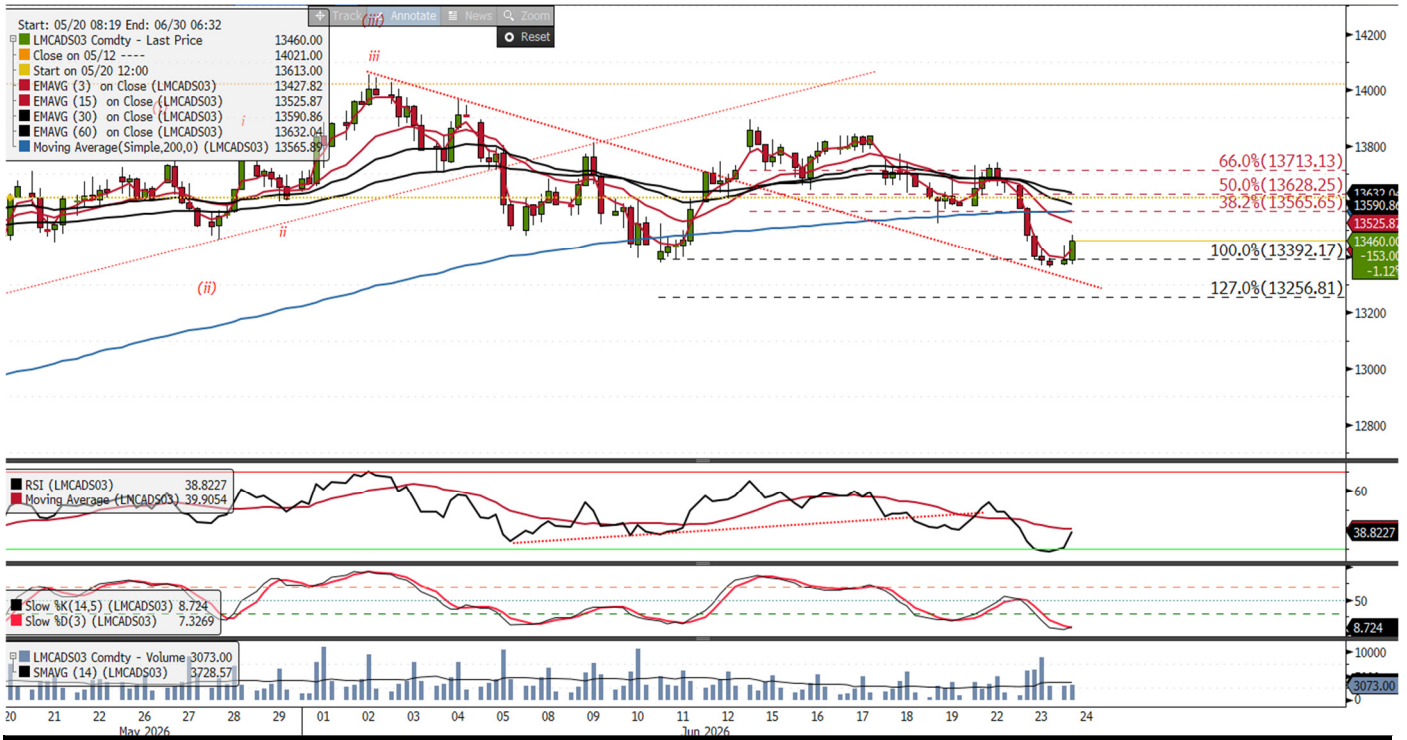 Track Annotate News Zoom
Reset
Start: 05/20 08:19 End: 06/30 06:32
LMCADS03 Comdty - Last Price 13460.00
Close on 05/12 ---- 14021.00
Start on 05/20 12:00 13613.00
EMAVG (3) on Close (LMCADS03) 13427.82
EMAVG (15) on Close (LMCADS03) 13525.87
EMAVG (30) on Close (LMCADS03) 13590.86
EMAVG (60) on Close (LMCADS03) 13632.04
Moving Average(Simple,200,0) (LMCADS03) 13565.89
(iii)
iii
i
ii
(ii)
14200
14000
13800
66.0%(13713.13)
50.0%(13628.25)
38.2%(13565.65)
13632.04
13590.86
13525.87
13460.00
-153.00
-1.12%
100.0%(13392.17)
127.0%(13256.81)
13200
13000
12800
RSI (LMCADS03) 38.8227
Moving Average (LMCADS03) 39.9054
60
38.8227
Slow %K(14,5) (LMCADS03) 8.724
Slow %D(3) (LMCADS03) 7.3269
50
8.724
LMCADS03 Comdty - Volume 3073.00
SMAVG (14) (LMCADS03) 3728.57
10000
3073.00
0
20 21 22 26 27 28 29 01 02 03 04 05 08 09 10 11 12 15 16 17 18 19 22 23 24
May 2026 Jun 2026